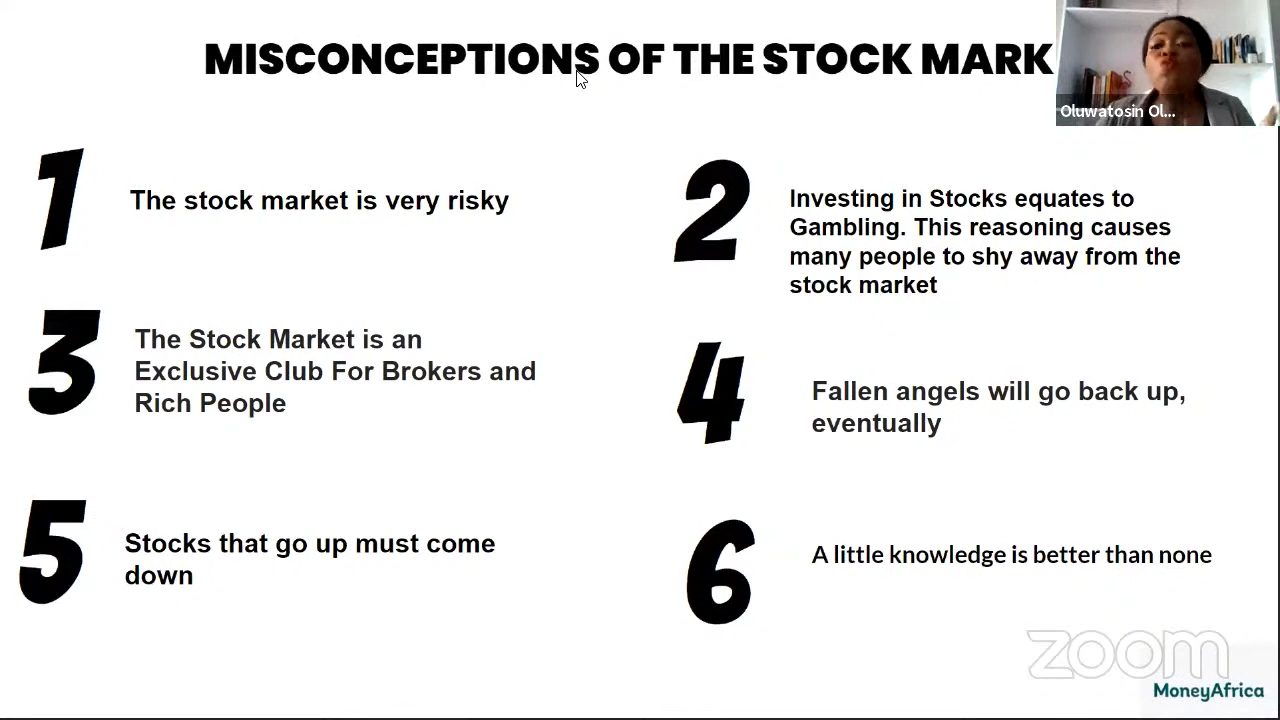 MISCONCEPTIONS OF THE STOCK MARK
Oluwatosin Ol...
1
The stock market is very risky
2
Investing in Stocks equates to
Gambling. This reasoning causes
many people to shy away from the
stock market
3
The Stock Market is an
Exclusive Club For Brokers and
Rich People
4
Fallen angels will go back up,
eventually
5
Stocks that go up must come
down
6
A little knowledge is better than none
zoom
MoneyAfrica